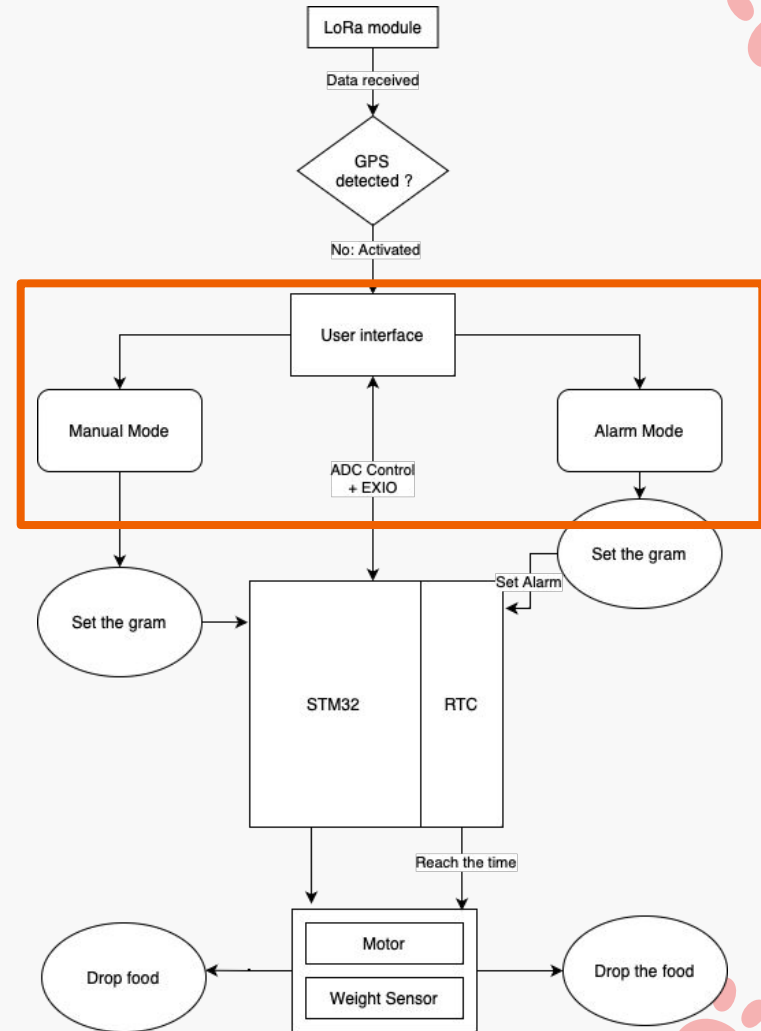 LoRa module
Data received
GPS
detected ?
No: Activated
User interface
Manual Mode
Alarm Mode
ADC Control
+ EXIO
Set the gram
Set Alarm
Set the gram
STM32
RTC
Reach the time
Motor
Drop food
Drop the food
Weight Sensor